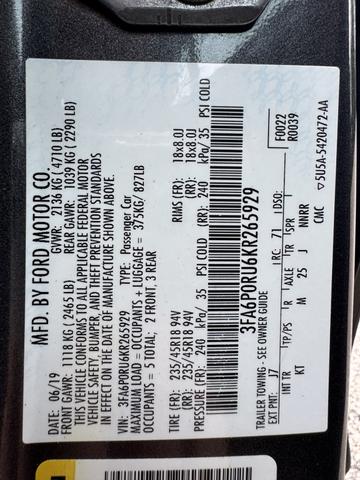 MFD. BY FORD MOTOR CO.
DATE: 06/19 GVWR: 2136 KG ( 4710 LB)
FRONT GAWR: 1118 KG ( 2465 LB) REAR GAWR: 1039 KG ( 2290 LB)
THIS VEHICLE CONFORMS TO ALL APPLICABLE FEDERAL MOTOR
VEHICLE SAFETY, BUMPER, AND THEFT PREVENTION STANDARDS
IN EFFECT ON THE DATE OF MANUFACTURE SHOWN ABOVE.
VIN: 3FA6P0RU6KR265929 TYPE: Passenger Car
MAX LOAD = OCCUPANTS + LUGGAGE = 375KG/ 827LB
OCCUPANTS = 5 TOTAL; 2 FRONT, 3 REAR
TIRE (FR): 235/45R18 94V RIMS (FR): 18x8.0J
TIRE (RR): 235/45R18 94V RIMS (RR): 18x8.0J
PRESSURE (FR): 240 kPa/ 35 PSI COLD (RR): 240 kPa/ 35 PSI COLD
3FA6P0RU6KR265929
F0022
R0039
TRAILER TOWING - SEE OWNER GUIDE
EXT PNT: J7 RC: 71 DSO:
INT TR TP/PS R AXLE TR SPR
KT M 25 J NNRR
CMC 5U5A-5420472-AA